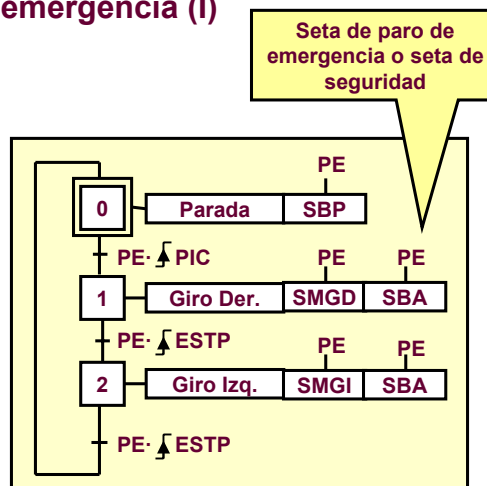 emergencia (I)
Seta de paro de
emergencia o seta de
seguridad
PE
0 Parada SBP
PE· PIC
PE PE
1 Giro Der. SMGD SBA
PE· ESTP
PE PE
2 Giro Izq. SMGI SBA
PE· ESTP